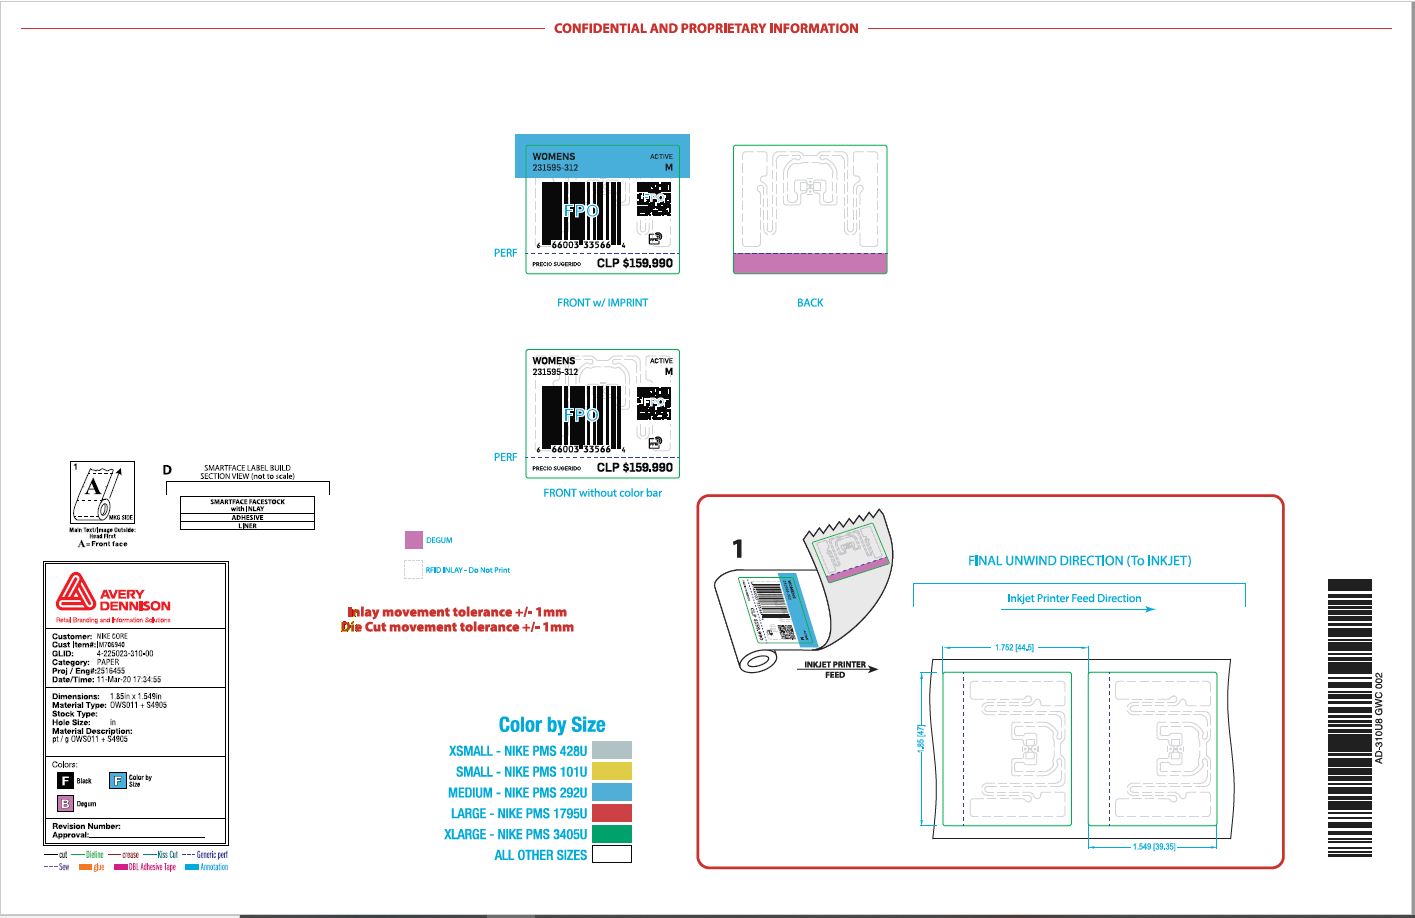 CONFIDENTIAL AND PROPRIETARY INFORMATION
WOMENS
231595-312
ACTIVE
M
FPO
FPO
6 66003 33566 4
PERF
PRECIO SUGERIDO CLP $159.990
FRONT w/ IMPRINT
BACK
WOMENS
231595-312
ACTIVE
M
FPO
FPO
6 66003 33566 4
PERF
PRECIO SUGERIDO CLP $159.990
FRONT without color bar
1
A
MKG SIDE
Main Text/Image Outside:
Head First
A = Front face
D
SMARTFACE LABEL BUILD
SECTION VIEW (not to scale)
SMARTFACE FACESTOCK
with INLAY
ADHESIVE
LINER
DEGUM
RFID INLAY - Do Not Print
Inlay movement tolerance +/- 1mm
Die Cut movement tolerance +/- 1mm
AVERY
DENNISON
Retail Branding and Information Solutions
Customer: NIKE CORE
Cust Item#: M706940
GLID: 4-225023-310-00
Category: PAPER
Proj / Eng#: 2516455
Date/Time: 11-Mar-20 17:34:55
Dimensions: 1.85in x 1.549in
Material Type: OWS011 + S4905
Stock Type:
Hole Size: in
Material Description:
pt / g OWS011 + S4905
Colors:
F Black
F Color by
Size
B Degum
Revision Number:
Approval:
cut Dieline crease Kiss Cut Generic perf
Sew glue DBL Adhesive Tape Annotation
Color by Size
XSMALL - NIKE PMS 428U
SMALL - NIKE PMS 101U
MEDIUM - NIKE PMS 292U
LARGE - NIKE PMS 1795U
XLARGE - NIKE PMS 3405U
ALL OTHER SIZES
1
INKJET PRINTER
FEED
FINAL UNWIND DIRECTION (To INKJET)
Inkjet Printer Feed Direction
1.752 [44.5]
1.85 [47]
1.549 [39.35]
AD-310U8 GWC 002